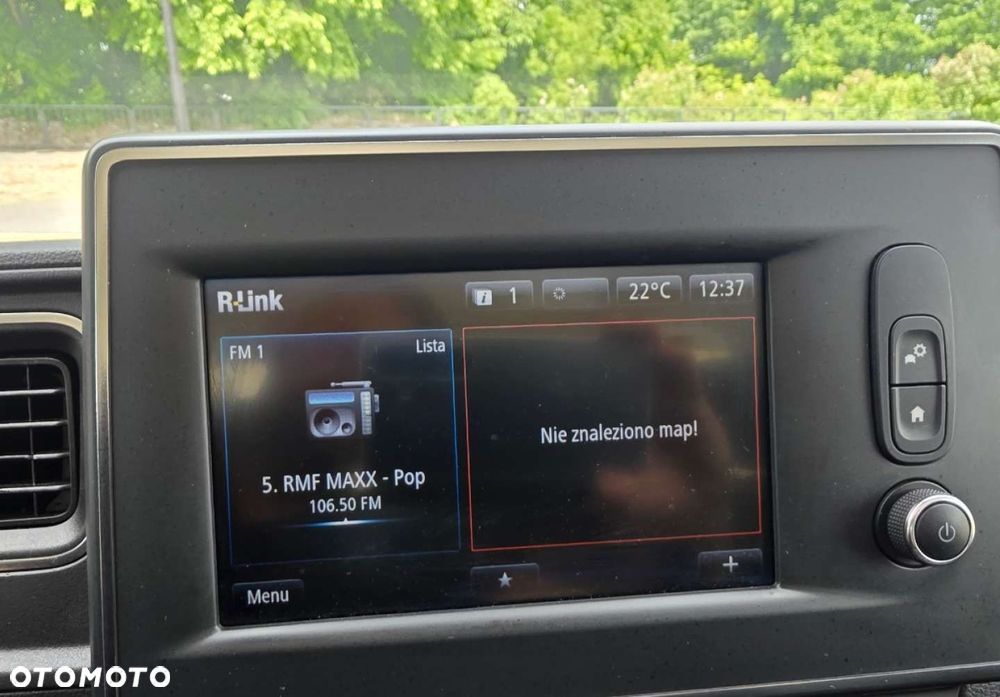 R-Link
i 1
22°C
12:37
FM 1
Lista
5. RMF MAXX - Pop
106.50 FM
Nie znaleziono map!
Menu
+
OTOMOTO